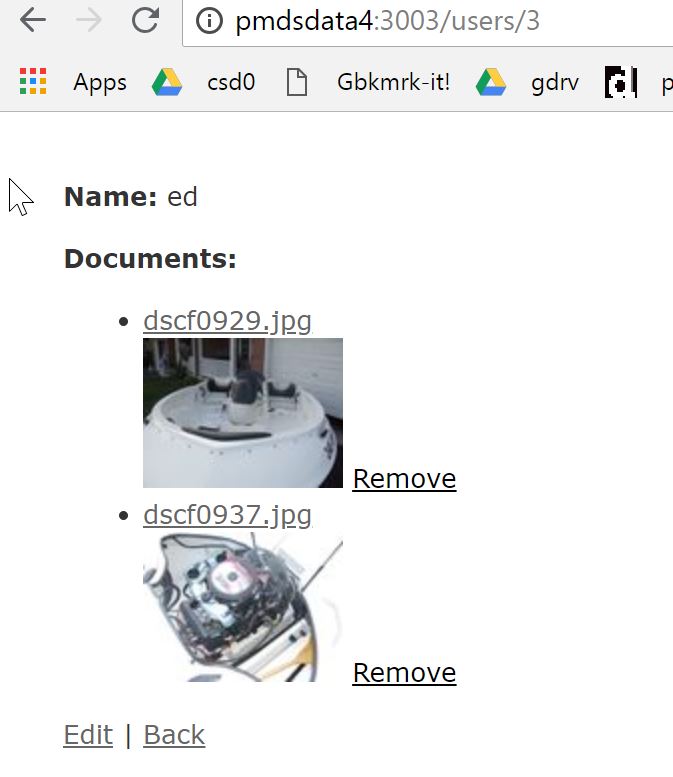 pmdsdata4:3003/users/3
Apps csd0 Gbkmrk-it! gdrv p
Name: ed
Documents:
dscf0929.jpg
Remove
dscf0937.jpg
Remove
Edit | Back